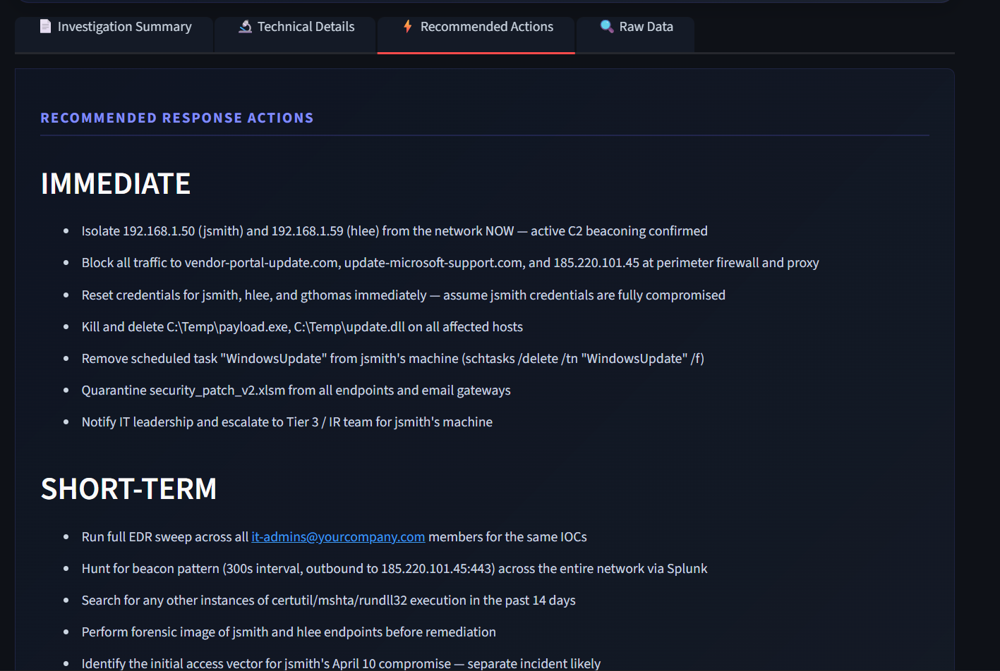 Investigation Summary
Technical Details
Recommended Actions
Raw Data
RECOMMENDED RESPONSE ACTIONS
IMMEDIATE
Isolate 192.168.1.50 (jsmith) and 192.168.1.59 (hlee) from the network NOW — active C2 beaconing confirmed
Block all traffic to vendor-portal-update.com, update-microsoft-support.com, and 185.220.101.45 at perimeter firewall and proxy
Reset credentials for jsmith, hlee, and gthomas immediately — assume jsmith credentials are fully compromised
Kill and delete C:\Temp\payload.exe, C:\Temp\update.dll on all affected hosts
Remove scheduled task "WindowsUpdate" from jsmith's machine (schtasks /delete /tn "WindowsUpdate" /f)
Quarantine security_patch_v2.xlsm from all endpoints and email gateways
Notify IT leadership and escalate to Tier 3 / IR team for jsmith's machine
SHORT-TERM
Run full EDR sweep across all it-admins@yourcompany.com members for the same IOCs
Hunt for beacon pattern (300s interval, outbound to 185.220.101.45:443) across the entire network via Splunk
Search for any other instances of certutil/mshta/rundll32 execution in the past 14 days
Perform forensic image of jsmith and hlee endpoints before remediation
Identify the initial access vector for jsmith's April 10 compromise — separate incident likely